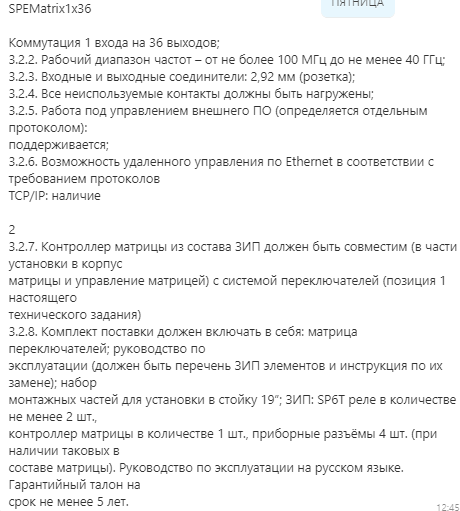 ПЯТНИЦА
SPEMatrix1x36
Коммутация 1 входа на 36 выходов;
3.2.2. Рабочий диапазон частот – от не более 100 МГц до не менее 40 ГГц;
3.2.3. Входные и выходные соединители: 2,92 мм (розетка);
3.2.4. Все неиспользуемые контакты должны быть нагружены;
3.2.5. Работа под управлением внешнего ПО (определяется отдельным
протоколом):
поддерживается;
3.2.6. Возможность удаленного управления по Ethernet в соответствии с
требованием протоколов
TCP/IP: наличие
2
3.2.7. Контроллер матрицы из состава ЗИП должен быть совместим (в части
установки в корпус
матрицы и управление матрицей) с системой переключателей (позиция 1
настоящего
технического задания)
3.2.8. Комплект поставки должен включать в себя: матрица
переключателей; руководство по
эксплуатации (должен быть перечень ЗИП элементов и инструкция по их
замене); набор
монтажных частей для установки в стойку 19“; ЗИП: SP6T реле в количестве
не менее 2 шт.,
контроллер матрицы в количестве 1 шт., приборные разъёмы 4 шт. (при
наличии таковых в
составе матрицы). Руководство по эксплуатации на русском языке.
Гарантийный талон на
срок не менее 5 лет.
12:45